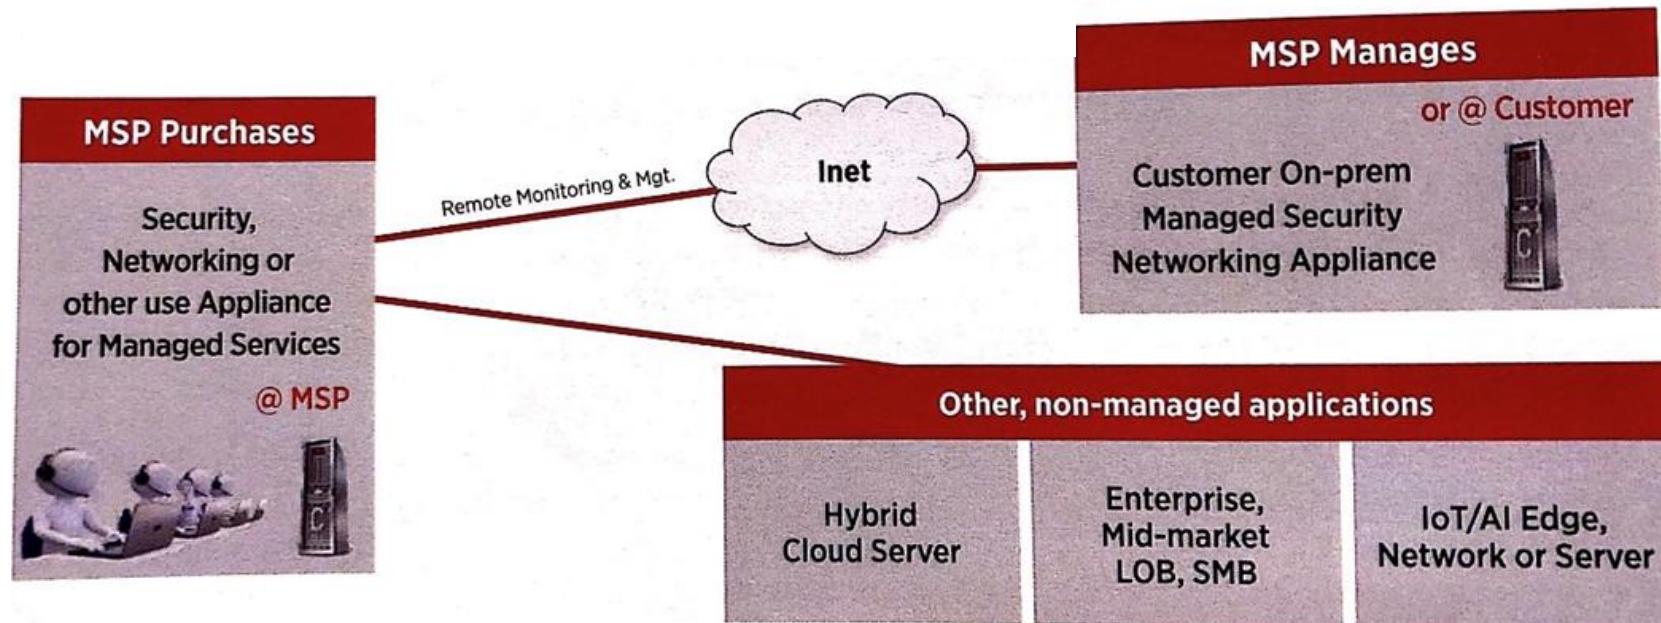 MSP Purchases
Security,
Networking or
other use Appliance
for Managed Services
@ MSP
C
Remote Monitoring & Mgt.
Inet
MSP Manages
or @ Customer
Customer On-prem
Managed Security
Networking Appliance
C
Other, non-managed applications
Hybrid
Cloud Server
Enterprise,
Mid-market
LOB, SMB
IoT/AI Edge,
Network or Server